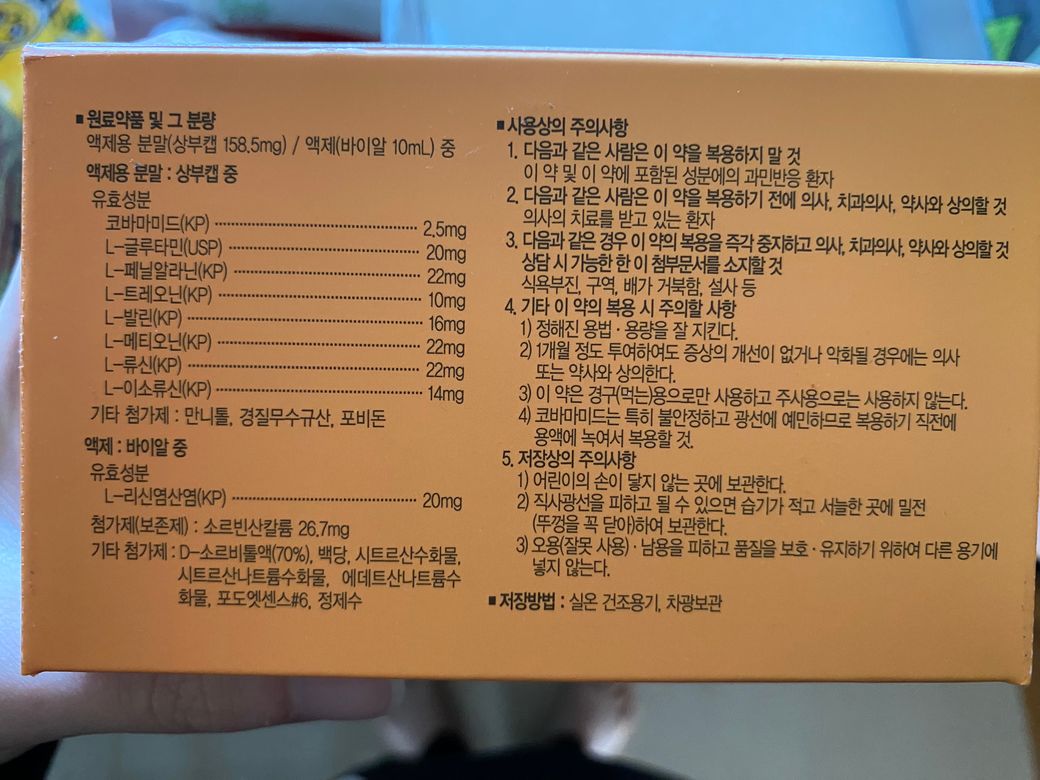 ■ 원료약품 및 그 분량
액제용 분말(상부캡 158.5mg) / 액제(바이알 10mL) 중
액제용 분말 : 상부캡 중
유효성분
코바마미드(KP) 2.5mg
L-글루타민(USP) 20mg
L-페닐알라닌(KP) 22mg
L-트레오닌(KP) 10mg
L-발린(KP) 16mg
L-메티오닌(KP) 22mg
L-류신(KP) 22mg
L-이소류신(KP) 14mg
기타 첨가제 : 만니톨, 경질무수규산, 포비돈
액제 : 바이알 중
유효성분
L-리신염산염(KP) 20mg
첨가제(보존제) : 소르빈산칼륨 26.7mg
기타 첨가제 : D-소르비톨액(70%), 백당, 시트르산수화물,
시트르산나트륨수화물, 에데트산나트륨수
화물, 포도엣센스#6, 정제수
■ 사용상의 주의사항
1. 다음과 같은 사람은 이 약을 복용하지 말 것
이 약 및 이 약에 포함된 성분에의 과민반응 환자
2. 다음과 같은 사람은 이 약을 복용하기 전에 의사, 치과의사, 약사와 상의할 것
의사의 치료를 받고 있는 환자
3. 다음과 같은 경우 이 약의 복용을 즉각 중지하고 의사, 치과의사, 약사와 상의할 것
상담 시 가능한 한 이 첨부문서를 소지할 것
식욕부진, 구역, 배가 거북함, 설사 등
4. 기타 이 약의 복용 시 주의할 사항
1) 정해진 용법 · 용량을 잘 지킨다.
2) 1개월 정도 투여하여도 증상의 개선이 없거나 악화될 경우에는 의사
또는 약사와 상의한다.
3) 이 약은 경구(먹는)용으로만 사용하고 주사용으로는 사용하지 않는다.
4) 코바마미드는 특히 불안정하고 광선에 예민하므로 복용하기 직전에
용액에 녹여서 복용할 것.
5. 저장상의 주의사항
1) 어린이의 손이 닿지 않는 곳에 보관한다.
2) 직사광선을 피하고 될 수 있으면 습기가 적고 서늘한 곳에 밀전
(뚜껑을 꼭 닫아)하여 보관한다.
3) 오용(잘못 사용) · 남용을 피하고 품질을 보호 · 유지하기 위하여 다른 용기에
넣지 않는다.
■ 저장방법 : 실온 건조용기, 차광보관